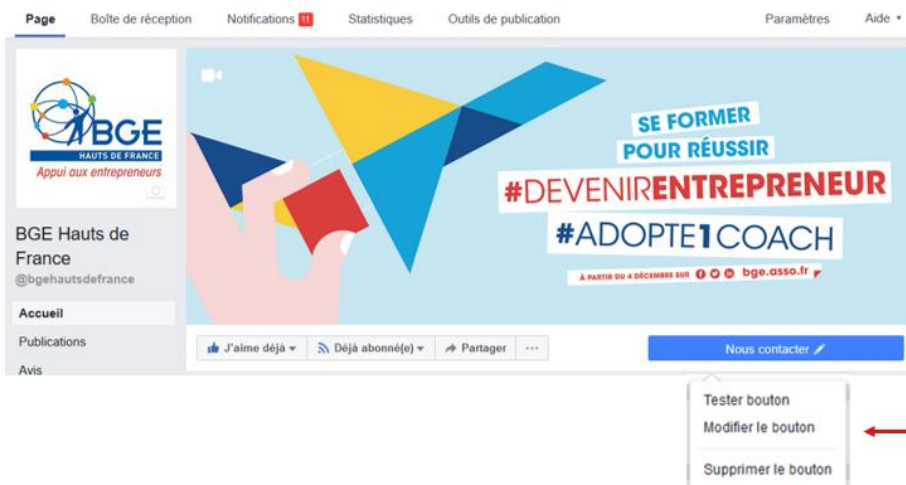 Page Boîte de réception Notifications 11 Statistiques Outils de publication Paramètres Aide
BGE
HAUTS DE FRANCE
Appui aux entrepreneurs
SE FORMER
POUR RÉUSSIR
#DEVENIRENTREPRENEUR
#ADOPTE1COACH
À PARTIR DU 4 DÉCEMBRE SUR bge.asso.fr
BGE Hauts de
France
@bgehautsdefrance
Accueil
Publications
Avis
J'aime déjà Déjà abonné(e) Partager ... Nous contacter
Tester bouton
Modifier le bouton
Supprimer le bouton